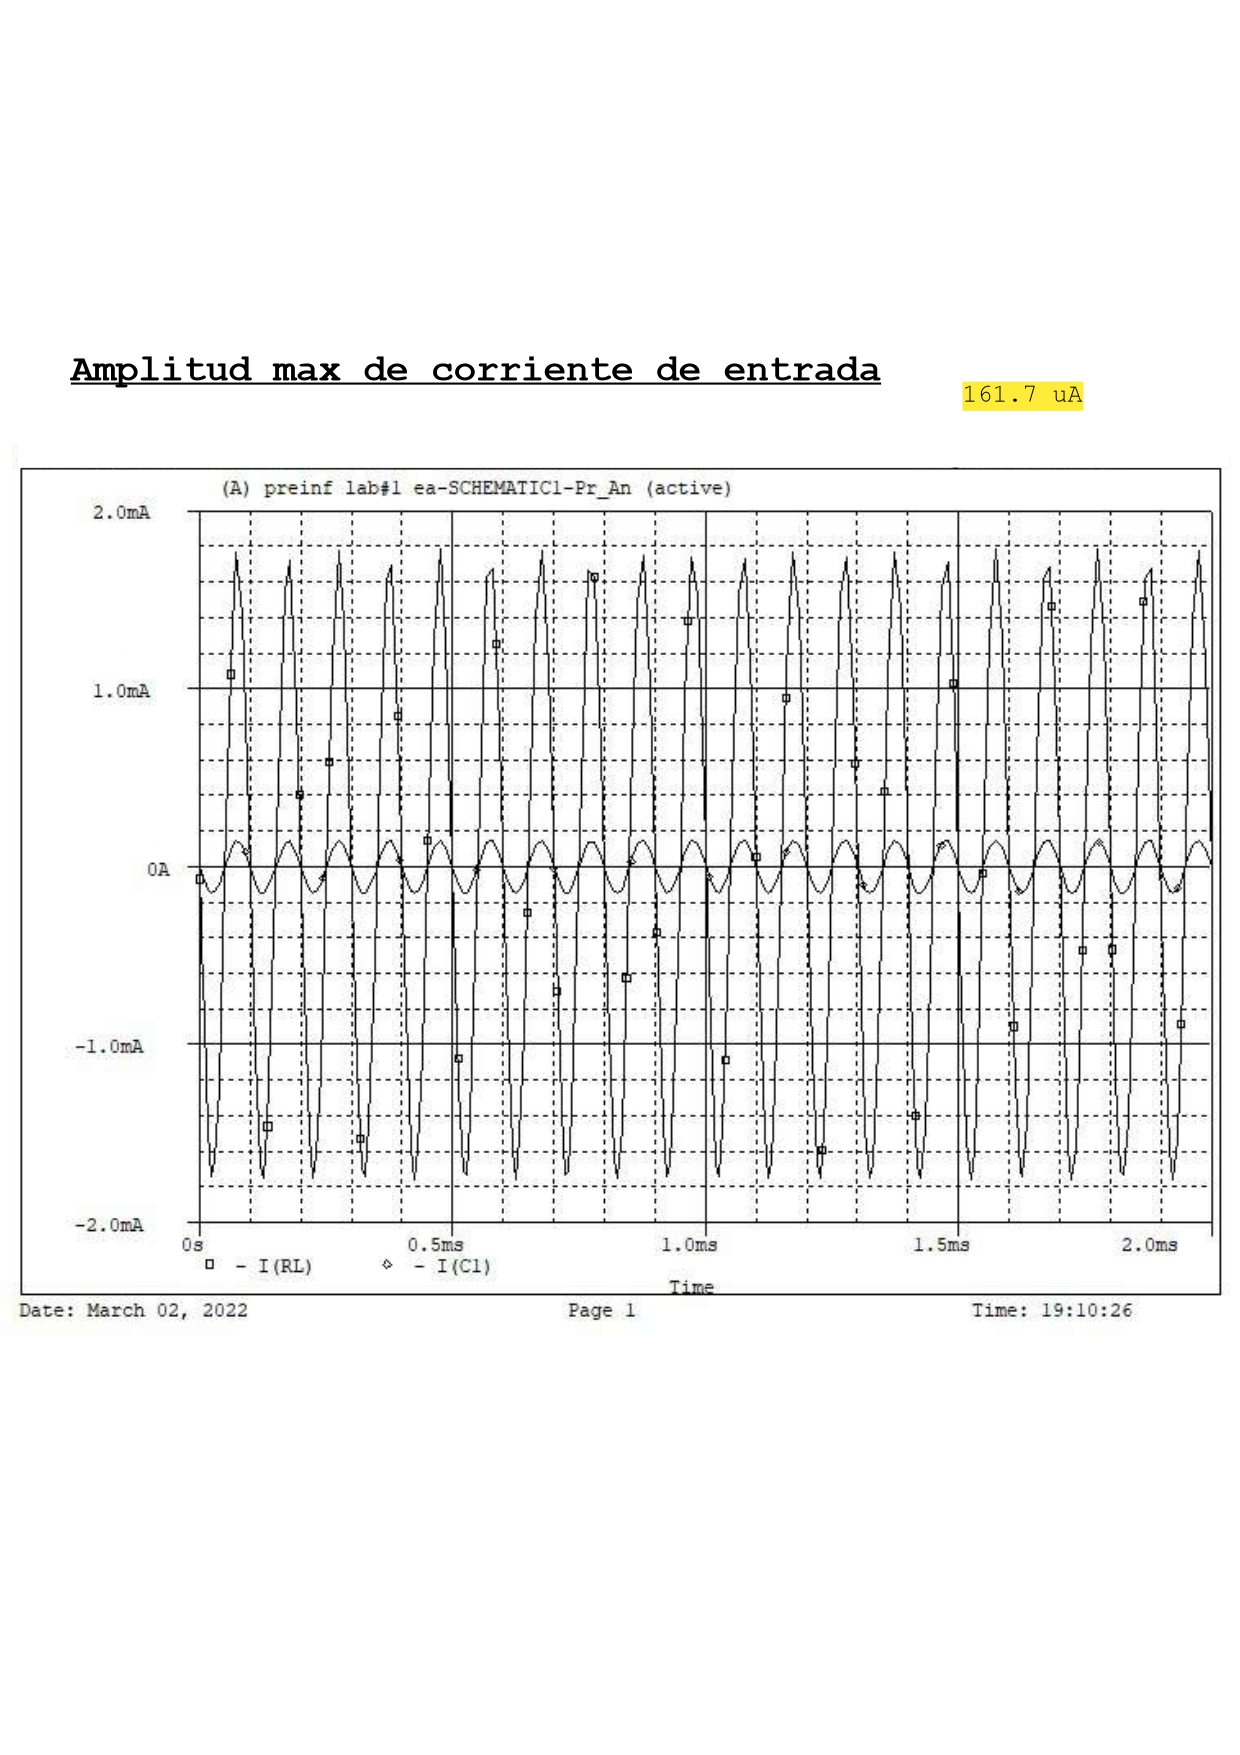 Amplitud max de corriente de entrada
161.7 uA
(A) preinf lab#1 ea-SCHEMATIC1-Pr_An (active)
2.0mA
1.0mA
0A
-1.0mA
-2.0mA
0s 0.5ms 1.0ms 1.5ms 2.0ms
- I(RL) - I(C1)
Time
Date: March 02, 2022 Page 1 Time: 19:10:26